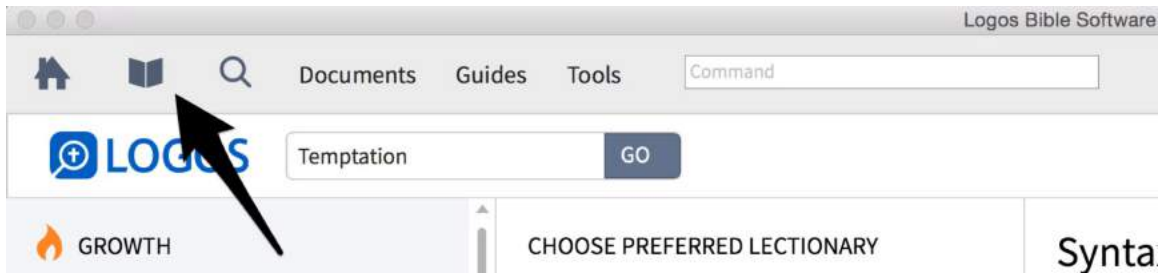 Logos Bible Software
Documents Guides Tools Command
LOGOS Temptation GO
GROWTH CHOOSE PREFERRED LECTIONARY